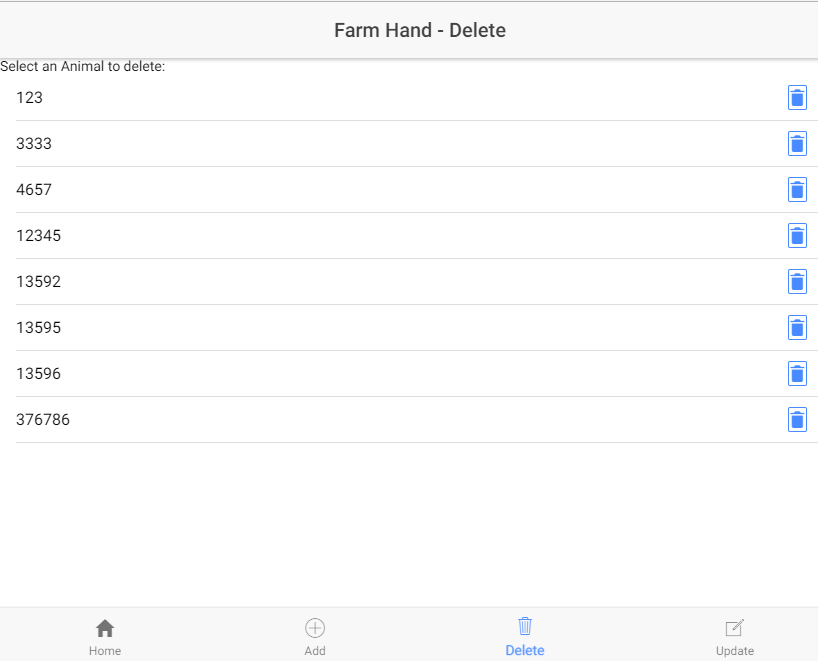 Farm Hand - Delete
Select an Animal to delete:
123
3333
4657
12345
13592
13595
13596
376786
Home Add Delete Update